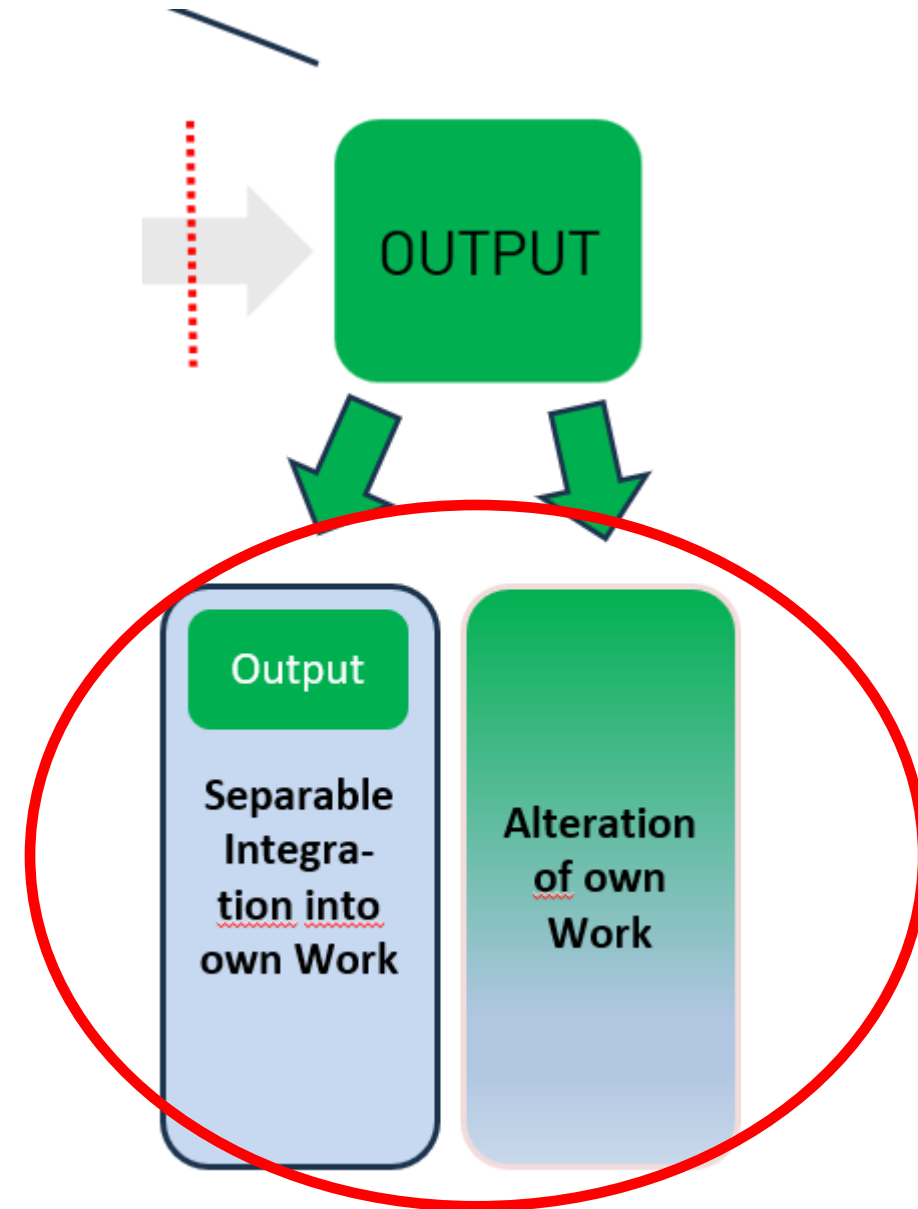 OUTPUT
Output
Separable
Integra-
tion into
own Work
Alteration
of own
Work